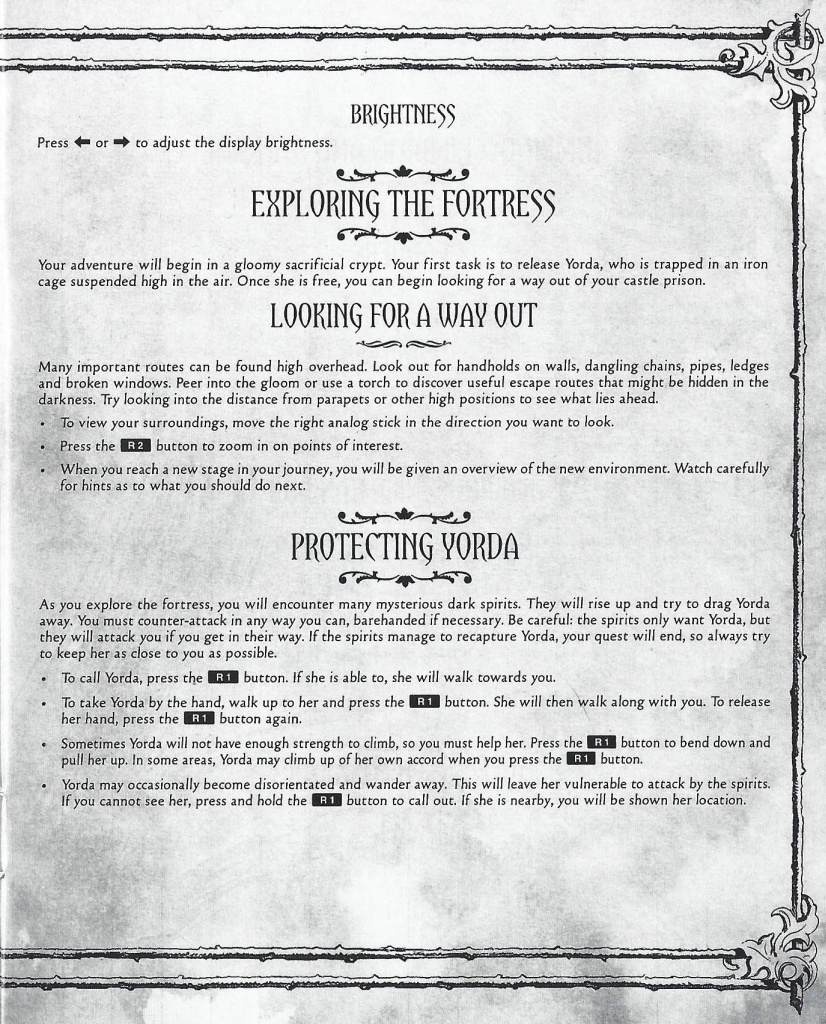 BRIGHTNESS
Press ← or → to adjust the display brightness.
EXPLORING THE FORTRESS
Your adventure will begin in a gloomy sacrificial crypt. Your first task is to release Yorda, who is trapped in an iron
cage suspended high in the air. Once she is free, you can begin looking for a way out of your castle prison.
LOOKING FOR A WAY OUT
Many important routes can be found high overhead. Look out for handholds on walls, dangling chains, pipes, ledges
and broken windows. Peer into the gloom or use a torch to discover useful escape routes that might be hidden in the
darkness. Try looking into the distance from parapets or other high positions to see what lies ahead.
• To view your surroundings, move the right analog stick in the direction you want to look.
• Press the R2 button to zoom in on points of interest.
• When you reach a new stage in your journey, you will be given an overview of the new environment. Watch carefully
for hints as to what you should do next.
PROTECTING YORDA
As you explore the fortress, you will encounter many mysterious dark spirits. They will rise up and try to drag Yorda
away. You must counter-attack in any way you can, barehanded if necessary. Be careful: the spirits only want Yorda, but
they will attack you if you get in their way. If the spirits manage to recapture Yorda, your quest will end, so always try
to keep her as close to you as possible.
• To call Yorda, press the R1 button. If she is able to, she will walk towards you.
• To take Yorda by the hand, walk up to her and press the R1 button. She will then walk along with you. To release
her hand, press the R1 button again.
• Sometimes Yorda will not have enough strength to climb, so you must help her. Press the R1 button to bend down and
pull her up. In some areas, Yorda may climb up of her own accord when you press the R1 button.
• Yorda may occasionally become disorientated and wander away. This will leave her vulnerable to attack by the spirits.
If you cannot see her, press and hold the R1 button to call out. If she is nearby, you will be shown her location.